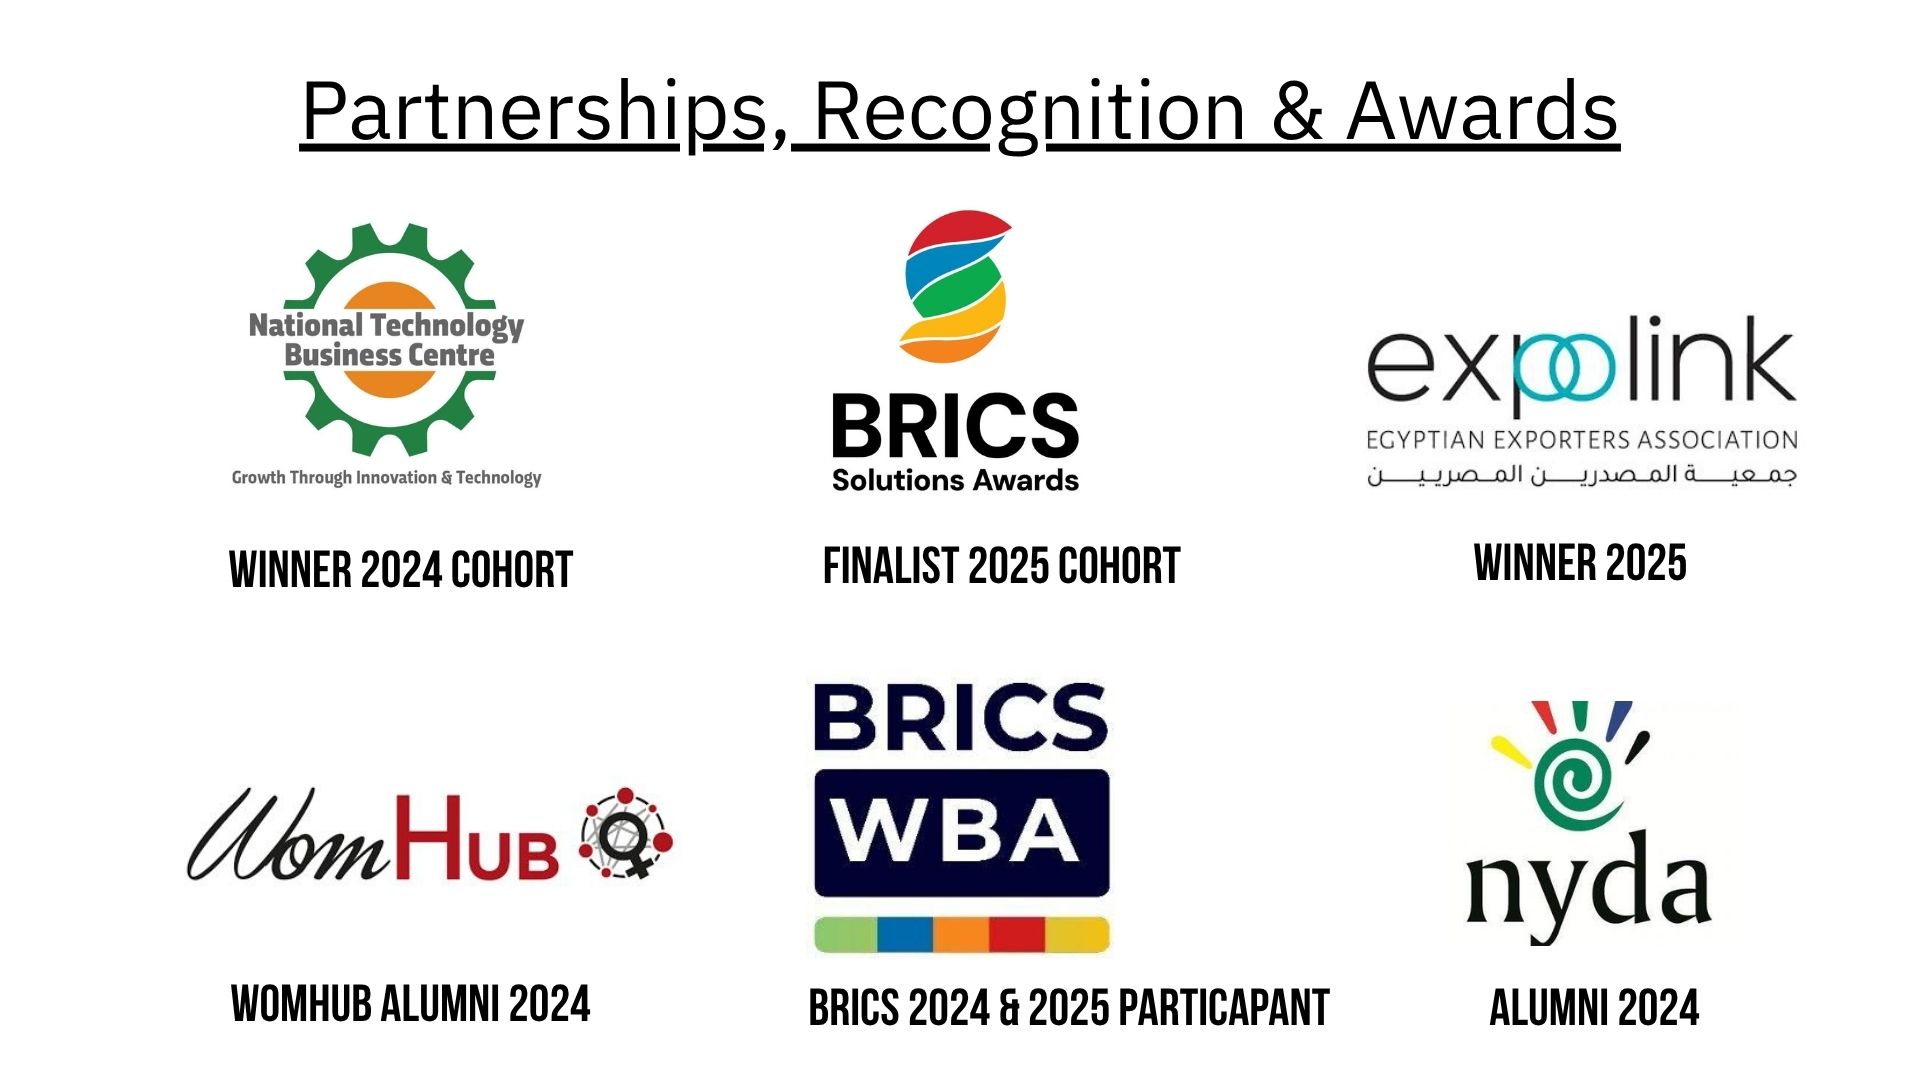 Partnerships, Recognition & Awards
National Technology
Business Centre
Growth Through Innovation & Technology
WINNER 2024 COHORT
BRICS
Solutions Awards
FINALIST 2025 COHORT
expolink
EGYPTIAN EXPORTERS ASSOCIATION
جمعية المصدرين المصريين
WINNER 2025
WomHUB
WOMHUB ALUMNI 2024
BRICS
WBA
BRICS 2024 & 2025 PARTICAPANT
nyda
ALUMNI 2024